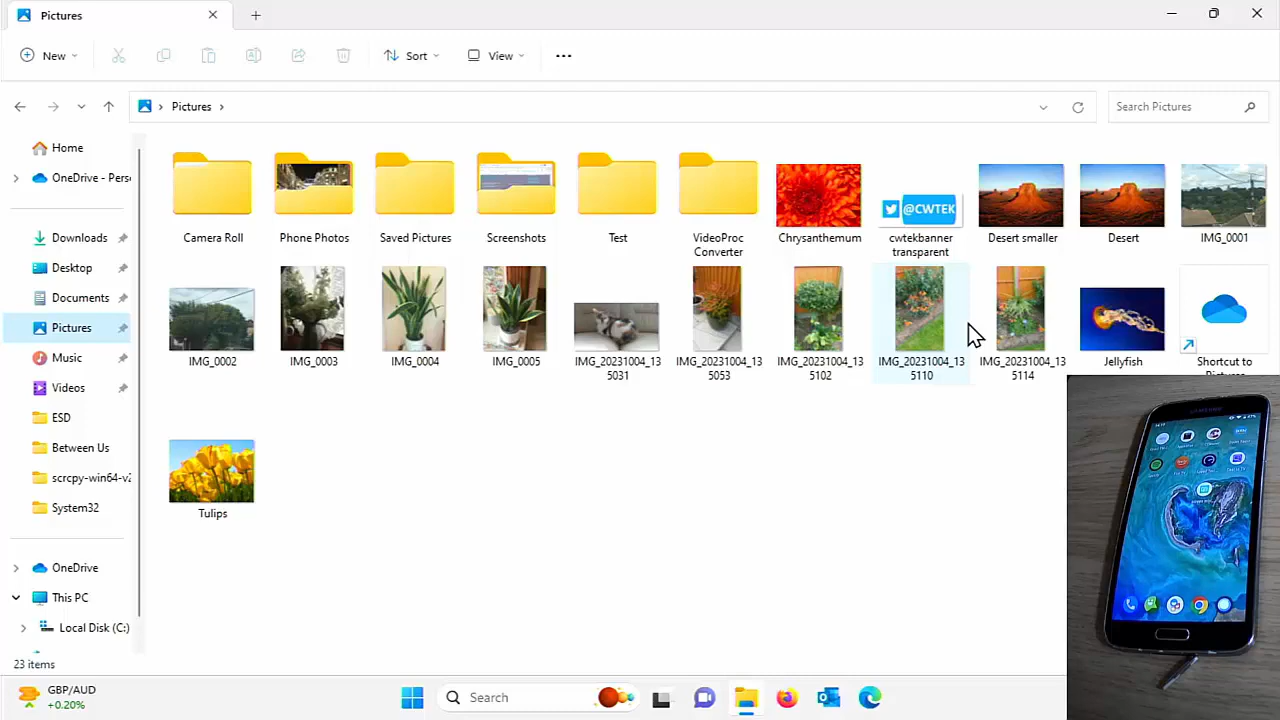 Pictures
New
Sort
View
Pictures
Search Pictures
Home
OneDrive - Pers
Downloads
Desktop
Documents
Pictures
Music
Videos
ESD
Between Us
scrcpy-win64-v2
System32
OneDrive
This PC
Local Disk (C:)
@CWTEK
Camera Roll
Phone Photos
Saved Pictures
Screenshots
Test
VideoProc
Converter
Chrysanthemum
cwtekbanner
transparent
Desert smaller
Desert
IMG_0001
IMG_0002
IMG_0003
IMG_0004
IMG_0005
IMG_20231004_13
5031
IMG_20231004_13
5053
IMG_20231004_13
5102
IMG_20231004_13
5110
IMG_20231004_13
5114
Jellyfish
Shortcut to
Tulips
23 items
GBP/AUD
+0.20%
Search
SAMSUNG